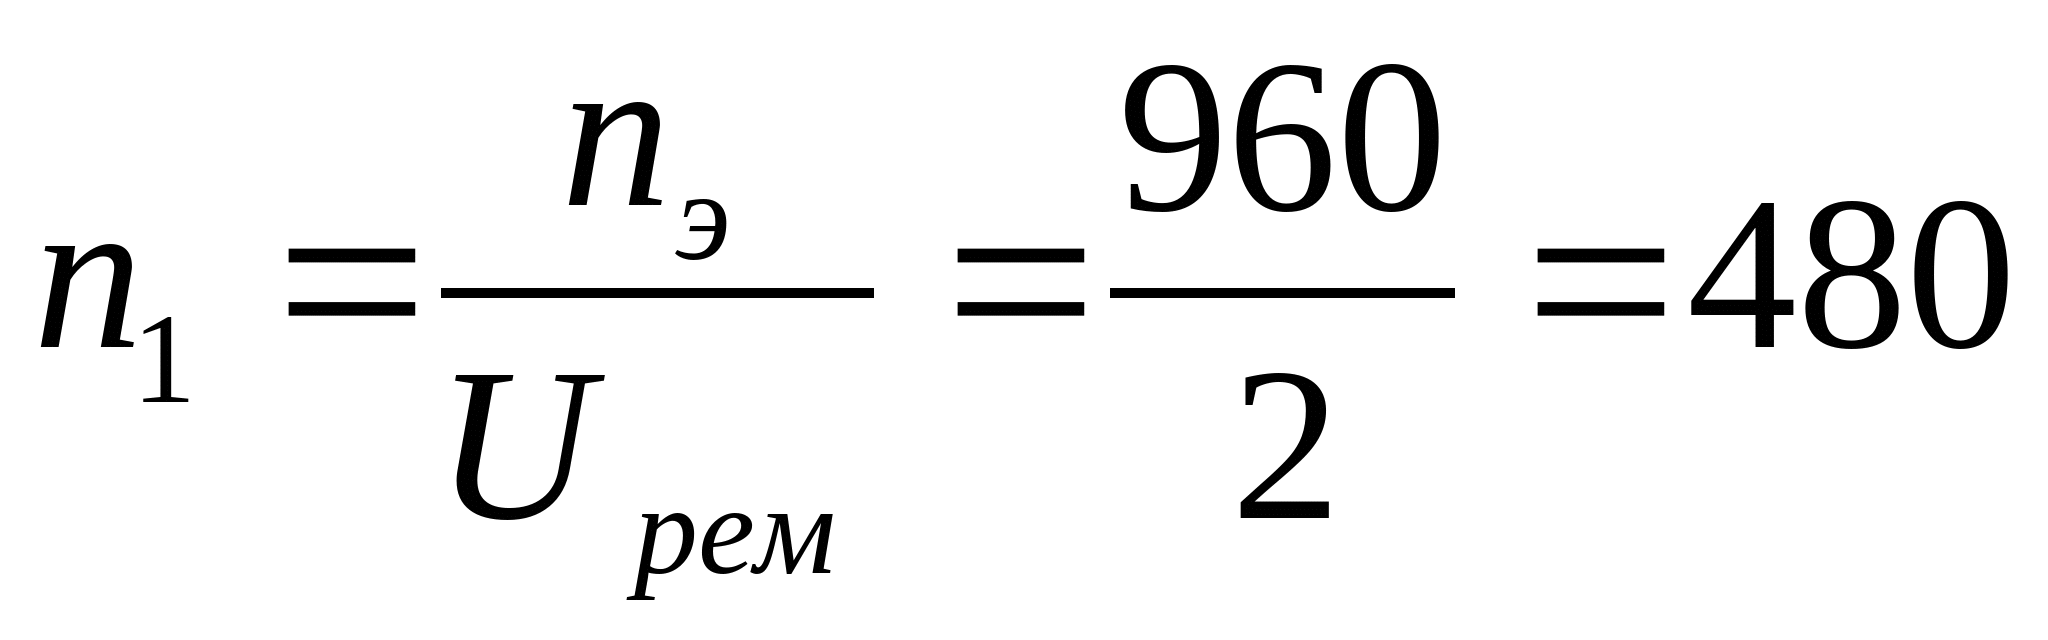 n₁ = nэ / Uрем = 960 / 2 = 480